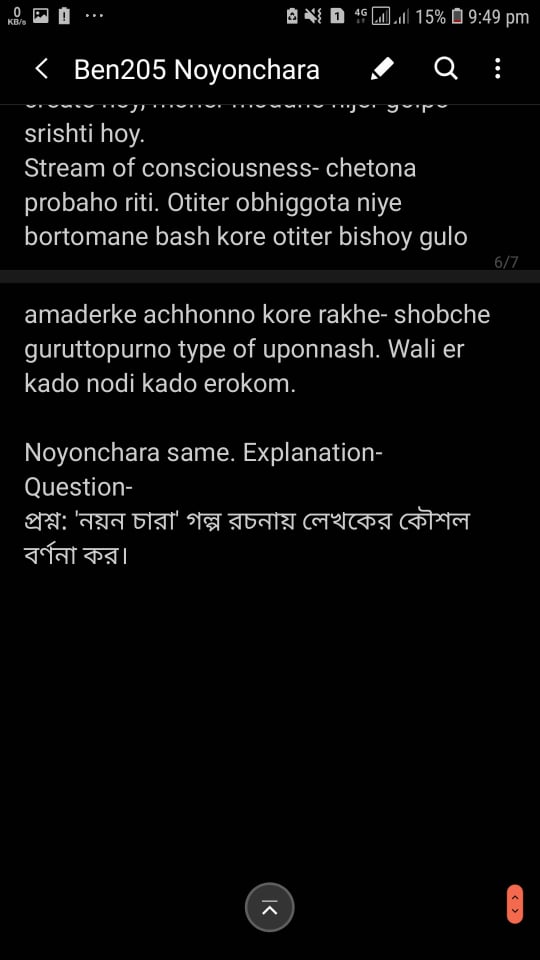 0
KB/s
1
4G
15%
9:49 pm
Ben205 Noyonchara
srishti hoy.
Stream of consciousness- chetona
probaho riti. Otiter obhiggota niye
bortomane bash kore otiter bishoy gulo
6/7
amaderke achhonno kore rakhe- shobche
guruttopurno type of uponnash. Wali er
kado nodi kado erokom.
Noyonchara same. Explanation-
Question-
প্রশ্ন: 'নয়ন চারা' গল্প রচনায় লেখকের কৌশল
বর্ণনা কর।